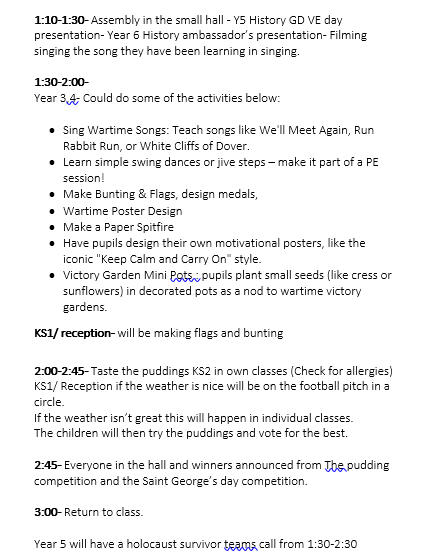 1:10-1:30- Assembly in the small hall - Y5 History GD VE day
presentation- Year 6 History ambassador's presentation- Filming
singing the song they have been learning in singing.
1:30-2:00-
Year 3,4- Could do some of the activities below:
• Sing Wartime Songs: Teach songs like We'll Meet Again, Run
Rabbit Run, or White Cliffs of Dover.
• Learn simple swing dances or jive steps – make it part of a PE
session!
• Make Bunting & Flags, design medals,
• Wartime Poster Design
• Make a Paper Spitfire
• Have pupils design their own motivational posters, like the
iconic "Keep Calm and Carry On" style.
• Victory Garden Mini Pots : pupils plant small seeds (like cress or
sunflowers) in decorated pots as a nod to wartime victory
gardens.
KS1/ reception- will be making flags and bunting
2:00-2:45- Taste the puddings KS2 in own classes (Check for allergies)
KS1/ Reception if the weather is nice will be on the football pitch in a
circle.
If the weather isn't great this will happen in individual classes.
The children will then try the puddings and vote for the best.
2:45- Everyone in the hall and winners announced from The pudding
competition and the Saint George's day competition.
3:00- Return to class.
Year 5 will have a holocaust survivor teams call from 1:30-2:30